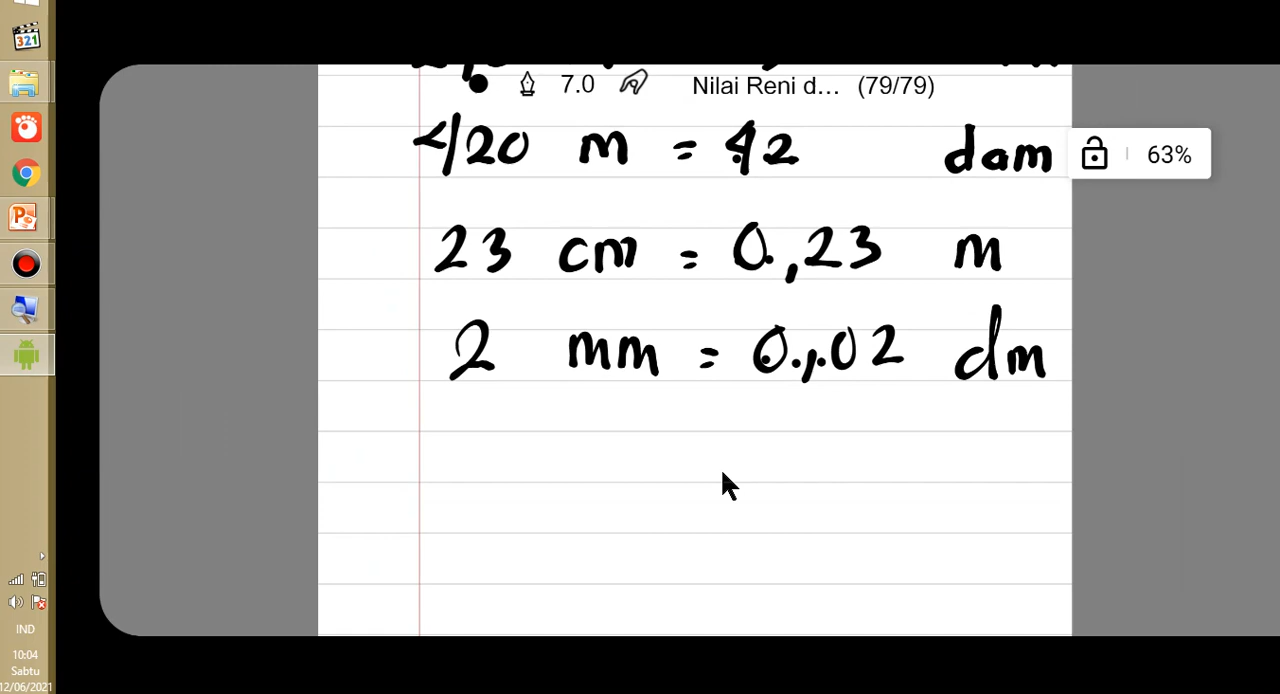 7.0 Nilai Reni d... (79/79)
420 m = 42 dam
63%
23 cm = 0,23 m
2 mm = 0,02 dm
321
IND
10:04
Sabtu
12/06/2021